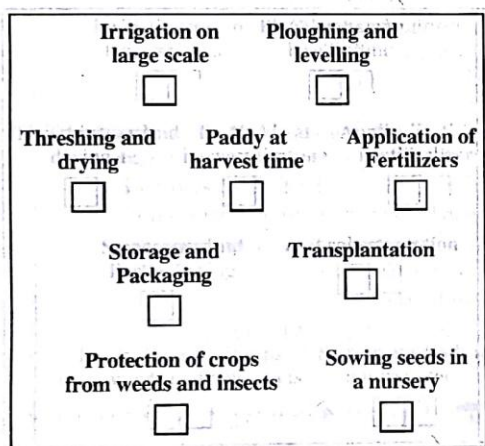 Irrigation on Ploughing and
large scale levelling
Threshing and Paddy at Application of
drying harvest time Fertilizers
Storage and Transplantation
Packaging
Protection of crops Sowing seeds in
from weeds and insects a nursery